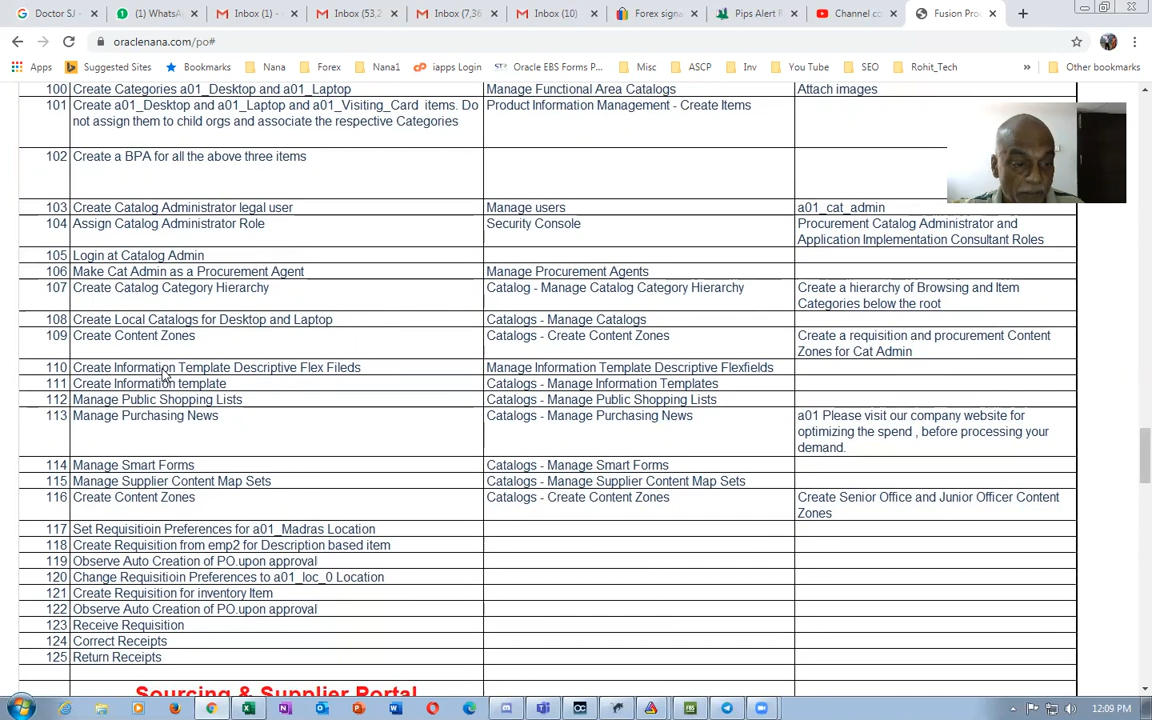 Doctor SJ -
(1) WhatsA
Inbox (1) -
Inbox (53,2
Inbox (7,36
Inbox (10)
Forex signa
Pips Alert F
Channel co
Fusion Pro
oraclenana.com/po#
Apps
Suggested Sites
Bookmarks
Nana
Forex
Nana1
iapps Login
Oracle EBS Forms P...
Misc
ASCP
Inv
You Tube
SEO
Rohit_Tech
»
Other bookmarks
100 Create Categories a01_Desktop and a01_Laptop Manage Functional Area Catalogs Attach images
101 Create a01_Desktop and a01_Laptop and a01_Visiting_Card items. Do Product Information Management - Create Items
not assign them to child orgs and associate the respective Categories
102 Create a BPA for all the above three items
103 Create Catalog Administrator legal user Manage users a01_cat_admin
104 Assign Catalog Administrator Role Security Console Procurement Catalog Administrator and
Application Implementation Consultant Roles
105 Login at Catalog Admin
106 Make Cat Admin as a Procurement Agent Manage Procurement Agents
107 Create Catalog Category Hierarchy Catalog - Manage Catalog Category Hierarchy Create a hierarchy of Browsing and Item
Categories below the root
108 Create Local Catalogs for Desktop and Laptop Catalogs - Manage Catalogs
109 Create Content Zones Catalogs - Create Content Zones Create a requisition and procurement Content
Zones for Cat Admin
110 Create Information Template Descriptive Flex Fileds Manage Information Template Descriptive Flexfields
111 Create Information template Catalogs - Manage Information Templates
112 Manage Public Shopping Lists Catalogs - Manage Public Shopping Lists
113 Manage Purchasing News Catalogs - Manage Purchasing News a01 Please visit our company website for
optimizing the spend , before processing your
demand.
114 Manage Smart Forms Catalogs - Manage Smart Forms
115 Manage Supplier Content Map Sets Catalogs - Manage Supplier Content Map Sets
116 Create Content Zones Catalogs - Create Content Zones Create Senior Office and Junior Officer Content
Zones
117 Set Requisitioin Preferences for a01_Madras Location
118 Create Requisition from emp2 for Description based item
119 Observe Auto Creation of PO.upon approval
120 Change Requisitioin Preferences to a01_loc_0 Location
121 Create Requisition for inventory Item
122 Observe Auto Creation of PO.upon approval
123 Receive Requisition
124 Correct Receipts
125 Return Receipts
Sourcing & Supplier Portal
12:09 PM